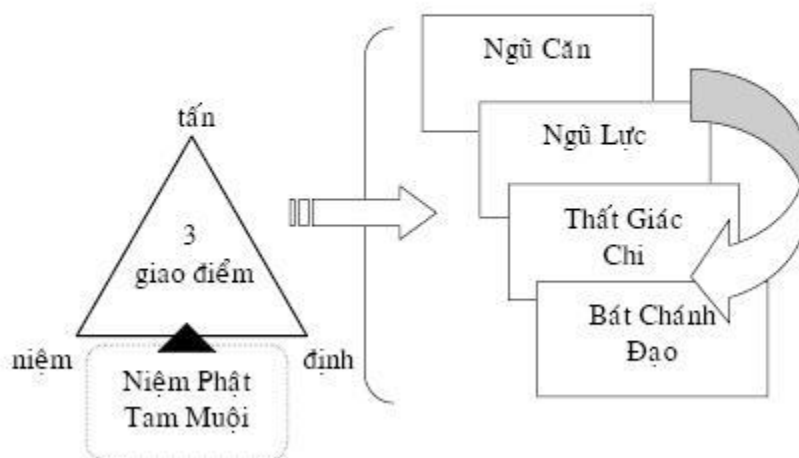 tấn
3
giao điểm
niệm
định
Niệm Phật
Tam Muội
Ngũ Căn
Ngũ Lực
Thất Giác
Chi
Bát Chánh
Đạo